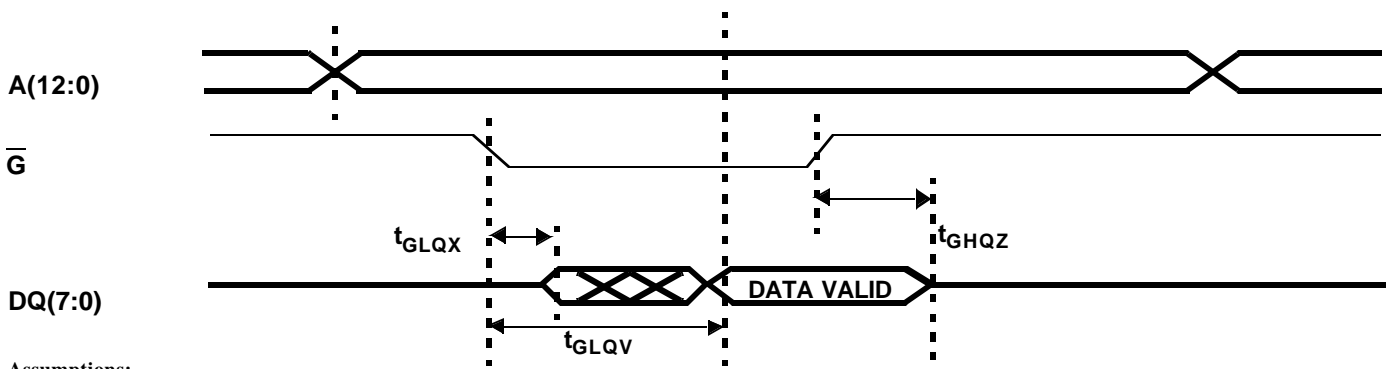 A(12:0)
G
tGLQX
tGHQZ
DQ(7:0)
DATA VALID
tGLQV
Assumptions: